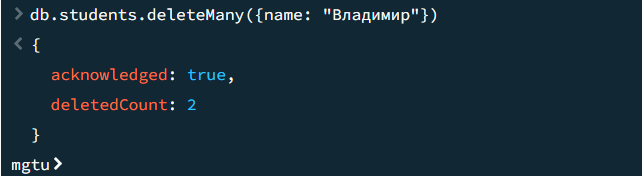 > db.students.deleteMany({name: "Владимир"})
< {
acknowledged: true,
deletedCount: 2
}
mgtu>